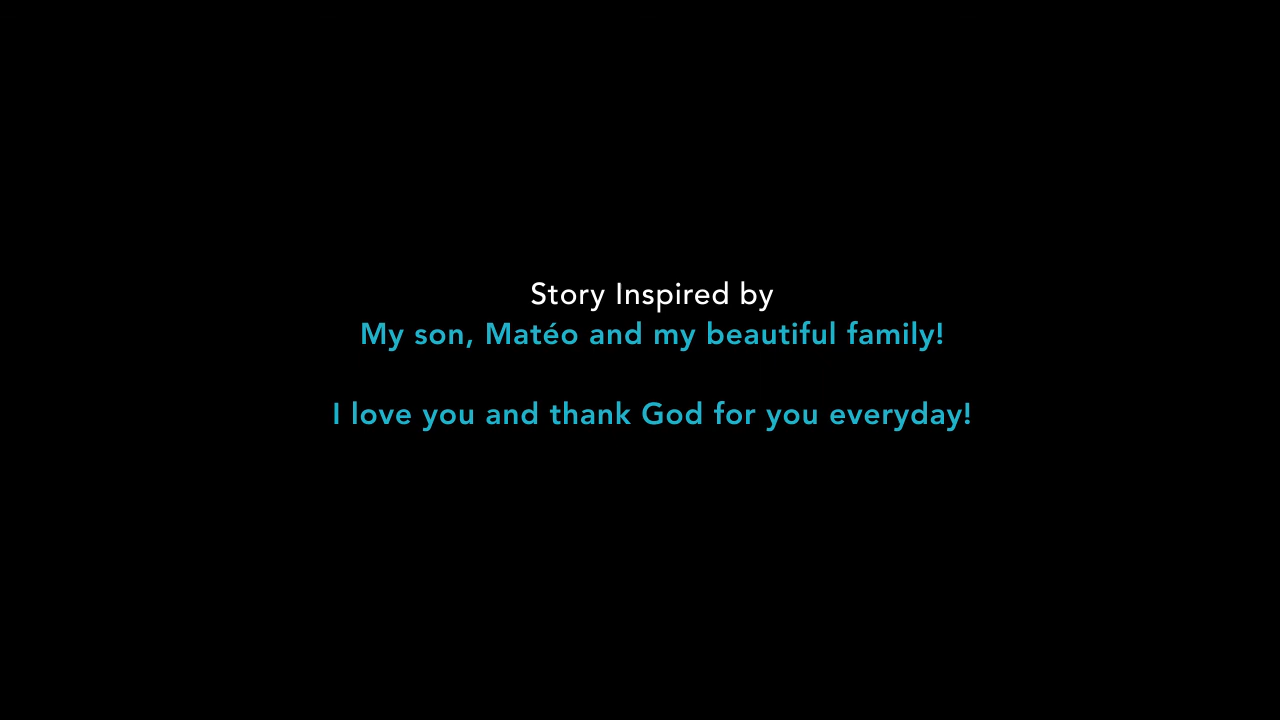 Story Inspired by
My son, Matéo and my beautiful family!
I love you and thank God for you everyday!